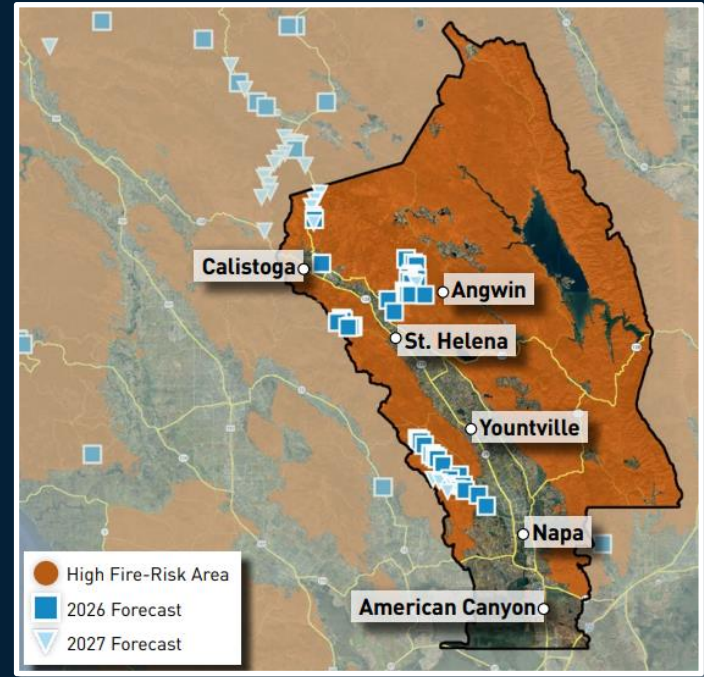 Calistoga
Angwin
St. Helena
Yountville
Napa
American Canyon
High Fire-Risk Area
2026 Forecast
2027 Forecast